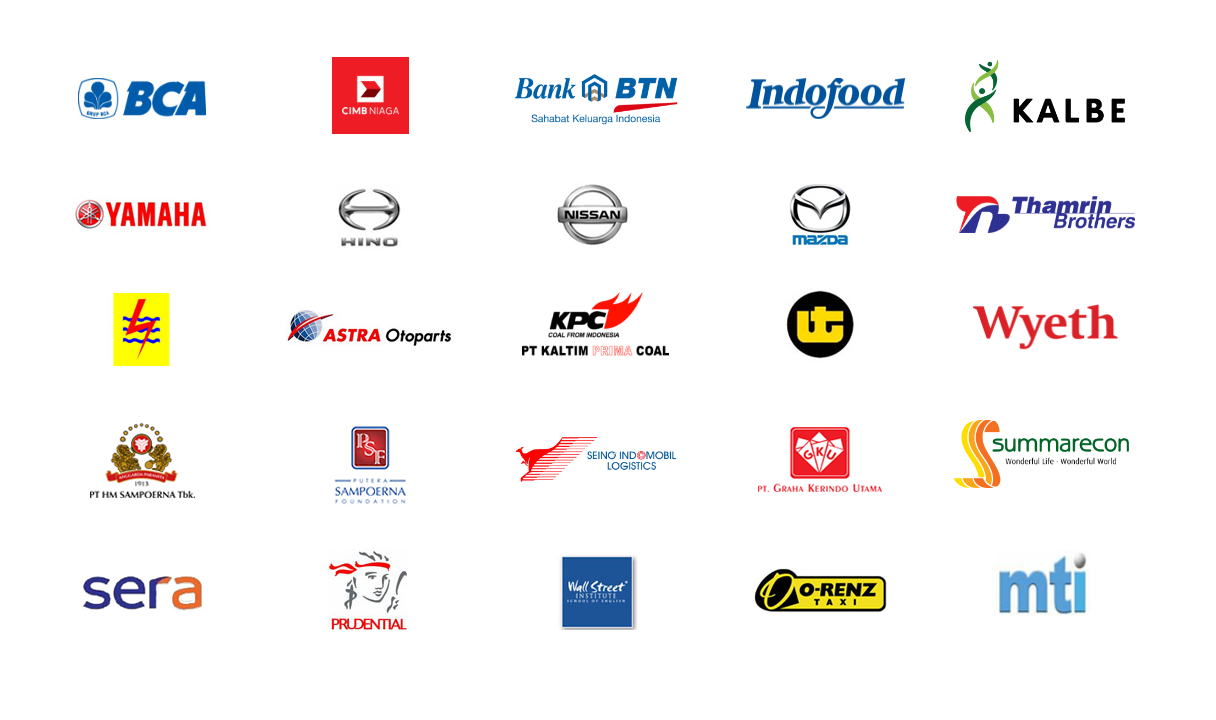 BCA
GRUP BCA
CIMB NIAGA
Bank BTN
Sahabat Keluarga Indonesia
Indofood
KALBE
YAMAHA
HINO
NISSAN
mazda
Thamrin
Brothers
ASTRA Otoparts
KPC
COAL FROM INDONESIA
PT KALTIM PRIMA COAL
ut
Wyeth
ANGGARDA PARAMITA
1913
PT HM SAMPOERNA Tbk.
PSF
PUTERA
SAMPOERNA
FOUNDATION
SEINO INDOMOBIL
LOGISTICS
GKU
PT. GRAHA KERINDO UTAMA
summarecon
Wonderful Life - Wonderful World
sera
PRUDENTIAL
Wall Street
INSTITUTE
SCHOOL OF ENGLISH
O-RENZ
TAXI
mti